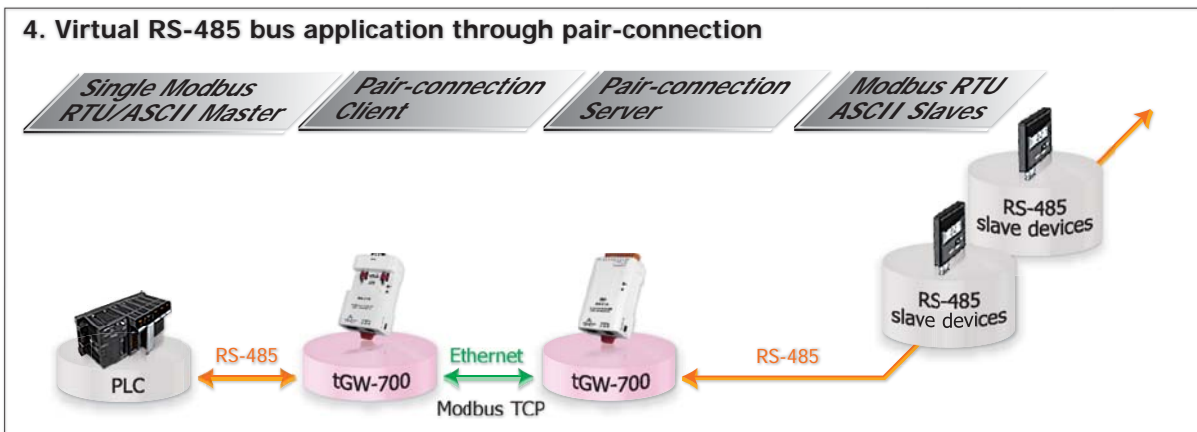 4. Virtual RS-485 bus application through pair-connection
Single Modbus
RTU/ASCII Master
Pair-connection
Client
Pair-connection
Server
Modbus RTU
ASCII Slaves
RS-485
slave devices
RS-485
slave devices
PLC
RS-485
tGW-700
Ethernet
Modbus TCP
tGW-700
RS-485